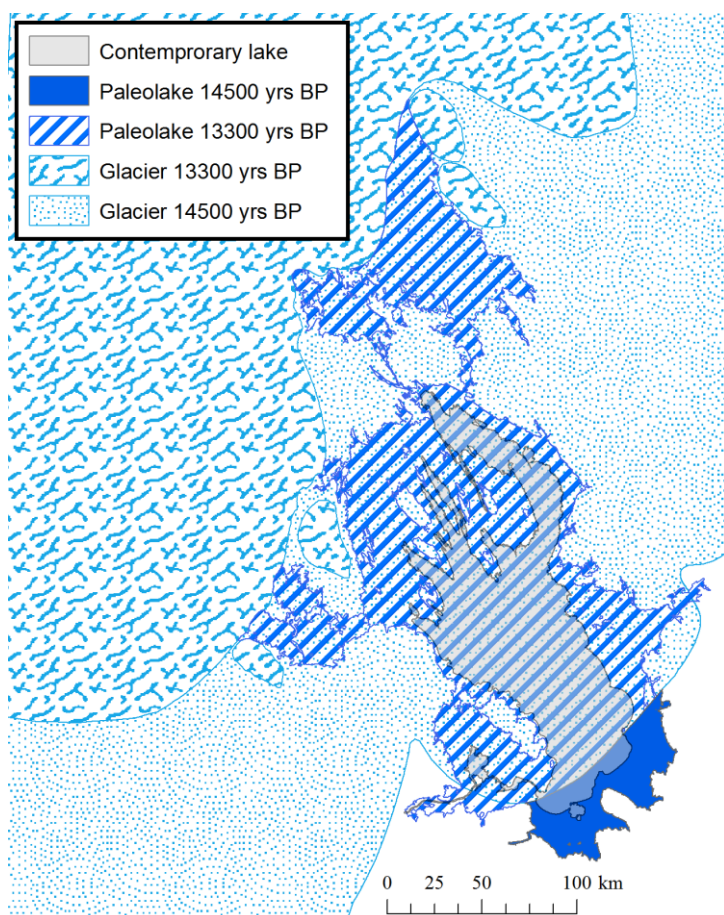 Contemprorary lake
Paleolake 14500 yrs BP
Paleolake 13300 yrs BP
Glacier 13300 yrs BP
Glacier 14500 yrs BP
0 25 50 100 km